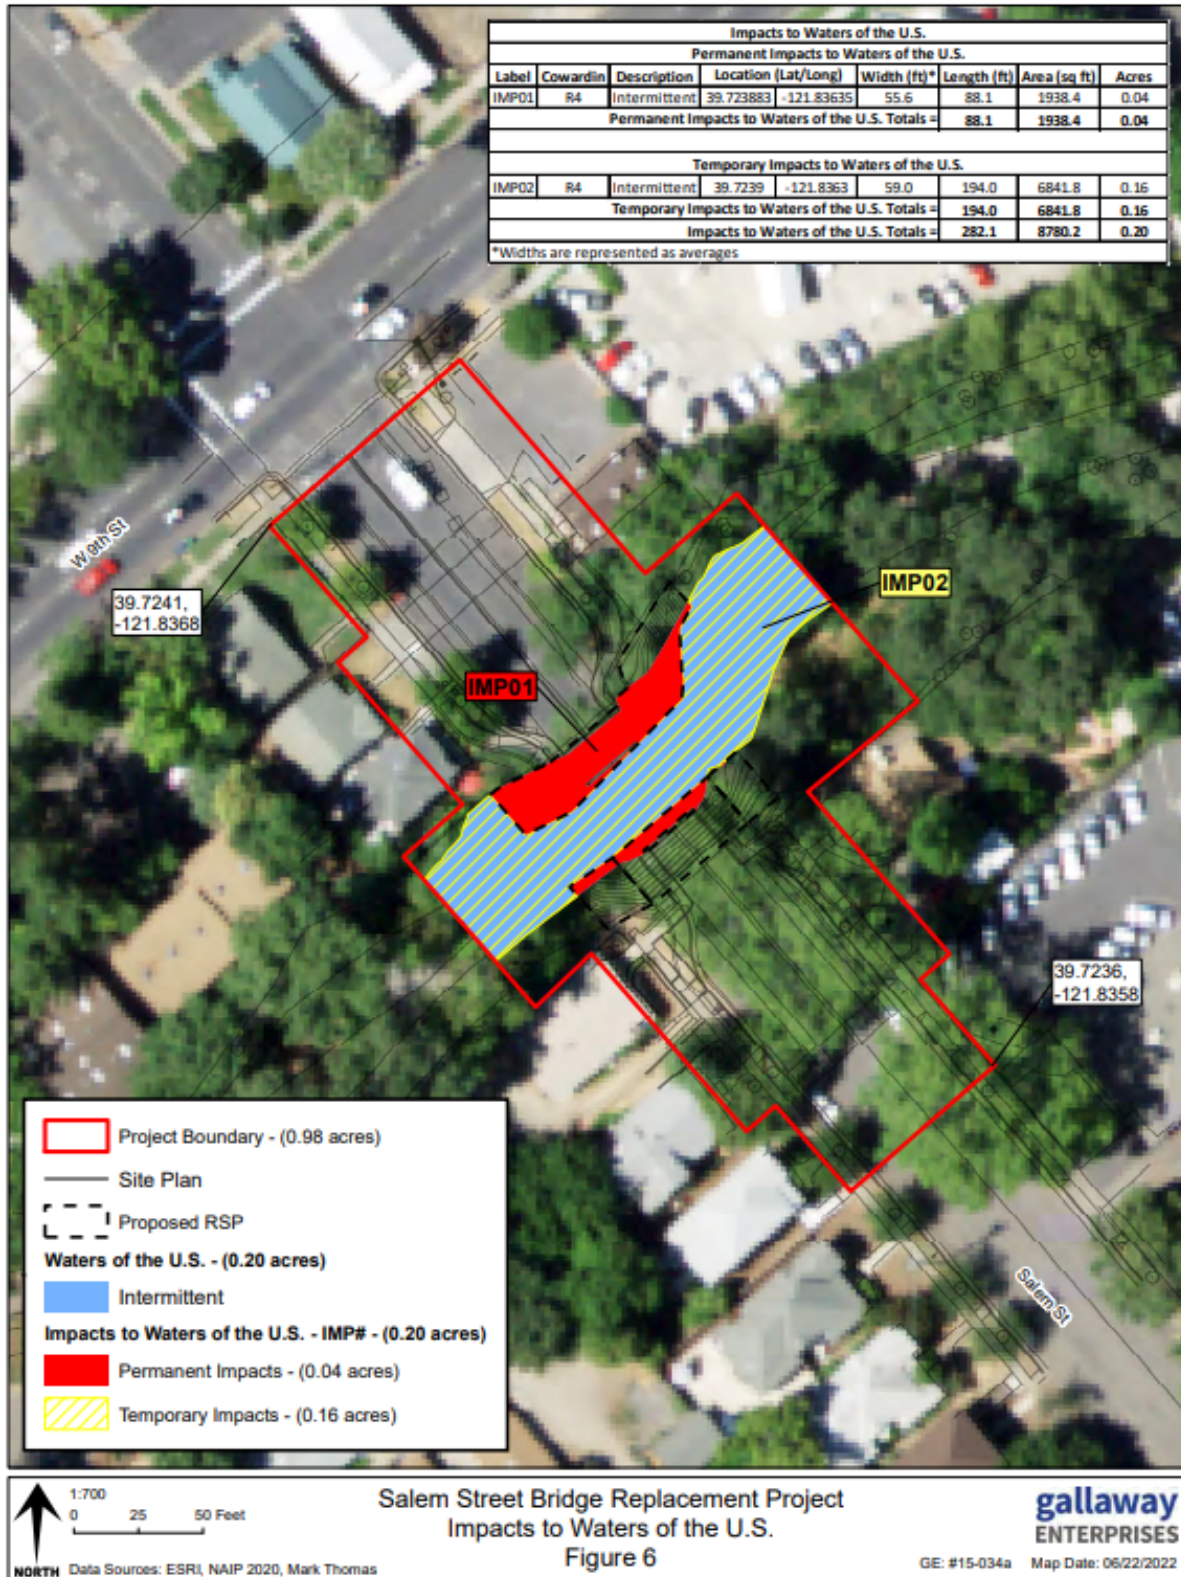 Impacts to Waters of the U.S.
Permanent Impacts to Waters of the U.S.
Label Cowardin Description Location (Lat/Long) Width (ft)* Length (ft) Area (sq ft) Acres
IMP01 R4 Intermittent 39.723883 -121.83635 55.6 88.1 1938.4 0.04
Permanent Impacts to Waters of the U.S. Totals = 88.1 1938.4 0.04
Temporary Impacts to Waters of the U.S.
IMP02 R4 Intermittent 39.7239 -121.8363 59.0 194.0 6841.8 0.16
Temporary Impacts to Waters of the U.S. Totals = 194.0 6841.8 0.16
Impacts to Waters of the U.S. Totals = 282.1 8780.2 0.20
*Widths are represented as averages
W 9th St
39.7241,
-121.8368
IMP02
IMP01
39.7236,
-121.8358
Salem St
Project Boundary - (0.98 acres)
Site Plan
Proposed RSP
Waters of the U.S. - (0.20 acres)
Intermittent
Impacts to Waters of the U.S. - IMP# - (0.20 acres)
Permanent Impacts - (0.04 acres)
Temporary Impacts - (0.16 acres)
1:700
0 25 50 Feet
NORTH
Data Sources: ESRI, NAIP 2020, Mark Thomas
Salem Street Bridge Replacement Project
Impacts to Waters of the U.S.
Figure 6
gallaway
ENTERPRISES
GE: #15-034a Map Date: 06/22/2022